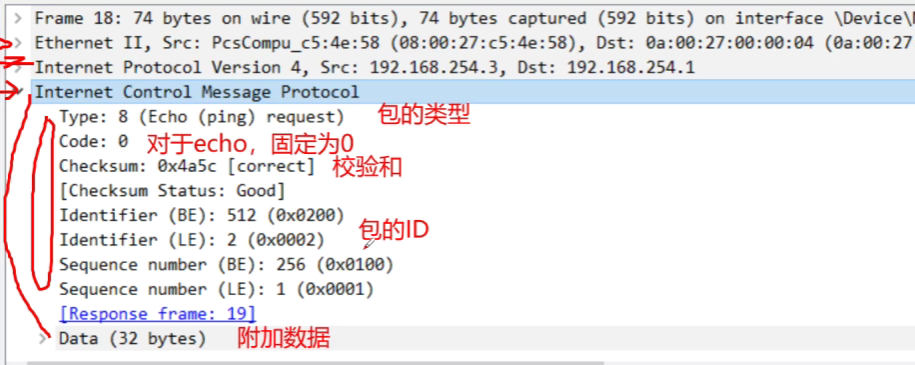 Frame 18: 74 bytes on wire (592 bits), 74 bytes captured (592 bits) on interface \Device\
Ethernet II, Src: PcsCompu_c5:4e:58 (08:00:27:c5:4e:58), Dst: 0a:00:27:00:00:04 (0a:00:27
Internet Protocol Version 4, Src: 192.168.254.3, Dst: 192.168.254.1
Internet Control Message Protocol
Type: 8 (Echo (ping) request) 包的类型
Code: 0 对于echo，固定为0
Checksum: 0x4a5c [correct] 校验和
[Checksum Status: Good]
Identifier (BE): 512 (0x0200)
Identifier (LE): 2 (0x0002) 包的ID
Sequence number (BE): 256 (0x0100)
Sequence number (LE): 1 (0x0001)
[Response frame: 19]
Data (32 bytes) 附加数据